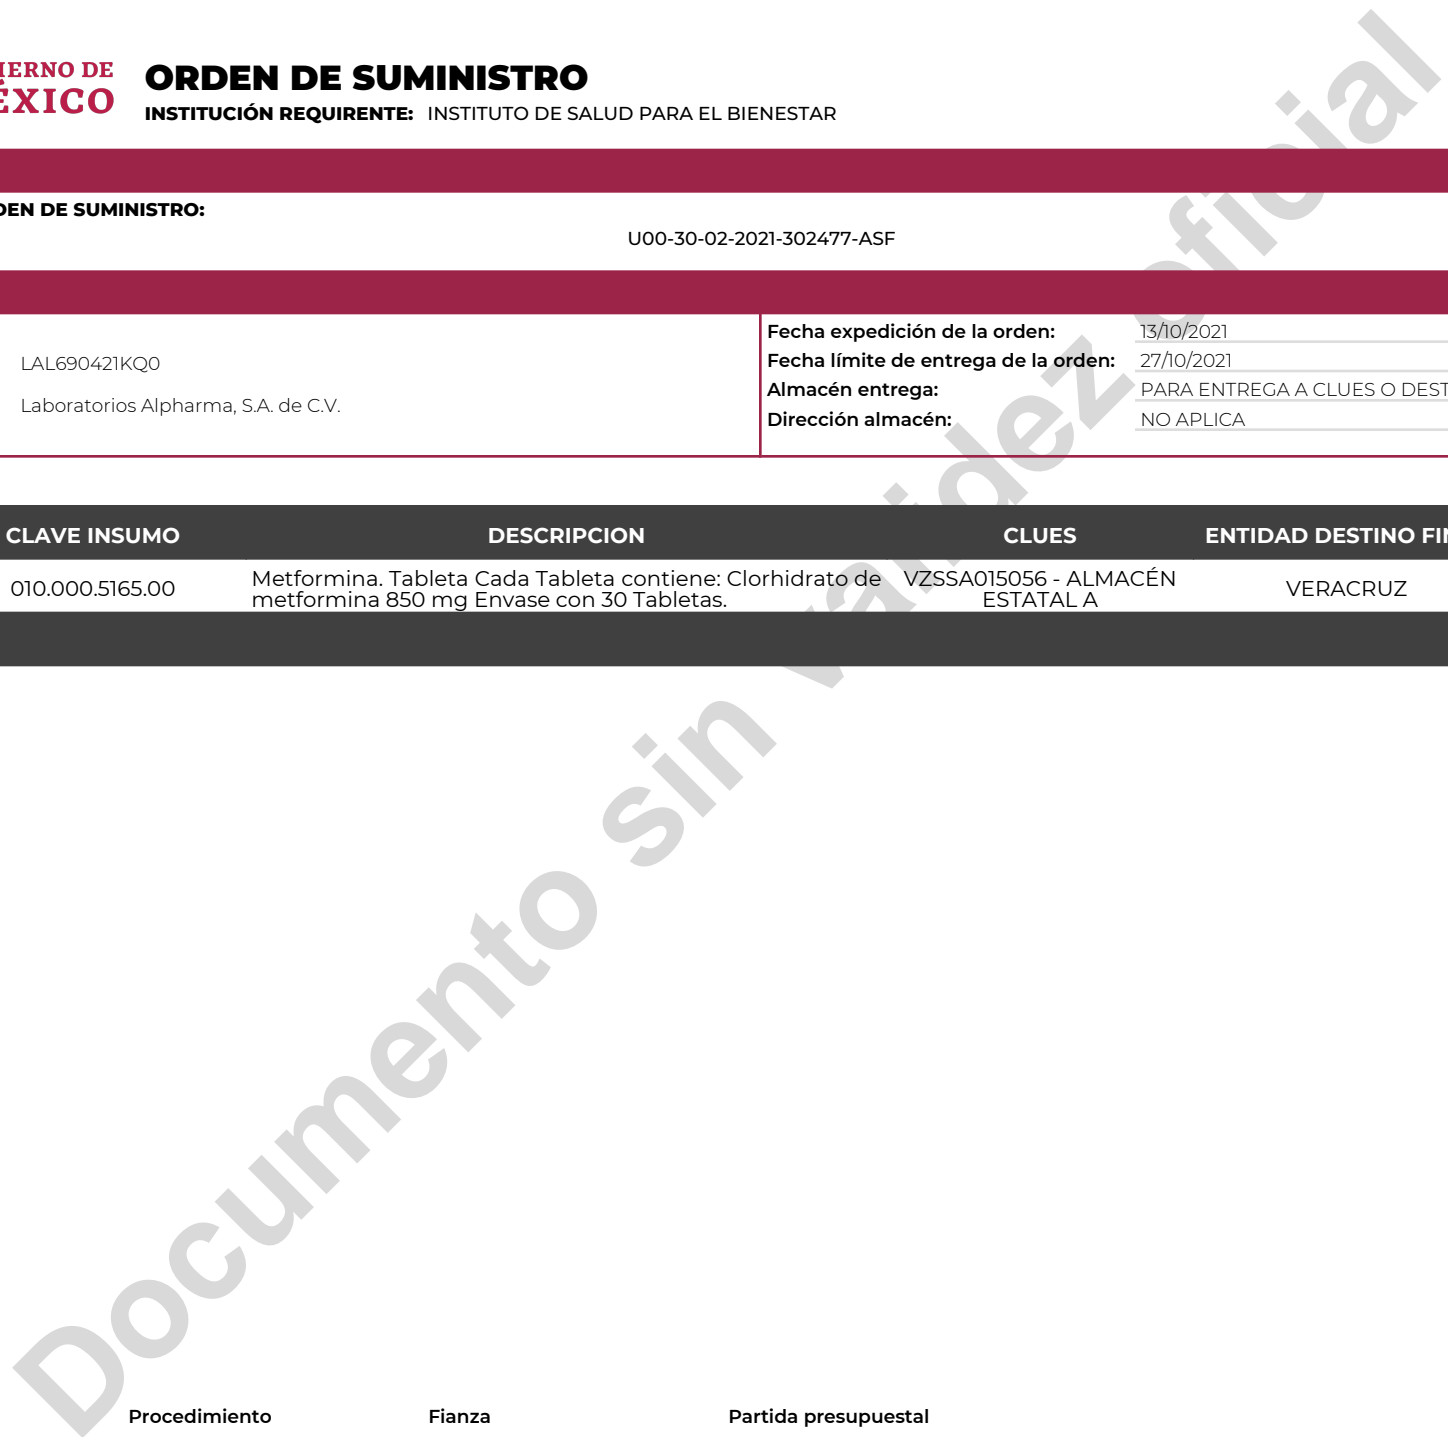 IERNO DE
ÉXICO
ORDEN DE SUMINISTRO
INSTITUCIÓN REQUIRENTE: INSTITUTO DE SALUD PARA EL BIENESTAR
DEN DE SUMINISTRO:
U00-30-02-2021-302477-ASF
LAL690421KQ0
Laboratorios Alpharma, S.A. de C.V.
Fecha expedición de la orden: 13/10/2021
Fecha límite de entrega de la orden: 27/10/2021
Almacén entrega: PARA ENTREGA A CLUES O DEST
Dirección almacén: NO APLICA
CLAVE INSUMO DESCRIPCION CLUES ENTIDAD DESTINO FIN
010.000.5165.00 Metformina. Tableta Cada Tableta contiene: Clorhidrato de VZSSA015056 - ALMACÉN VERACRUZ
metformina 850 mg Envase con 30 Tabletas. ESTATAL A
Documento sin validez oficial
Procedimiento Fianza Partida presupuestal